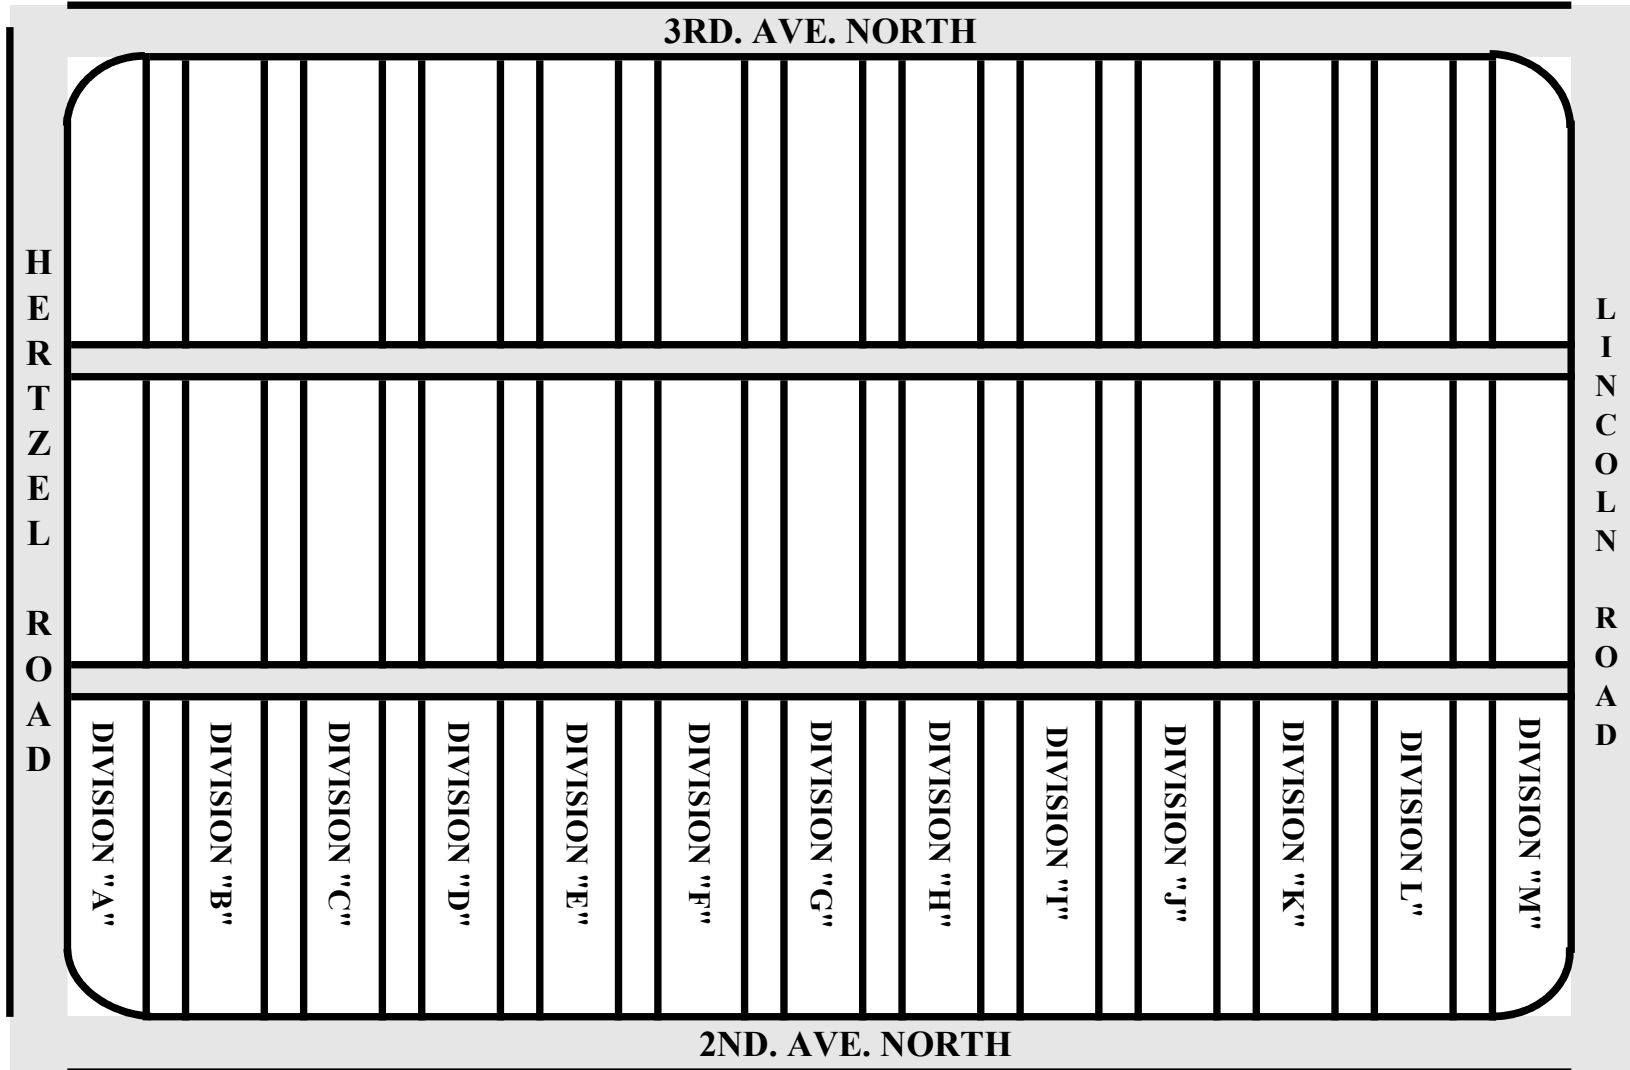 3RD. AVE. NORTH
HERTZEL ROAD
LINCOLN ROAD
DIVISION "A"
DIVISION "B"
DIVISION "C"
DIVISION "D"
DIVISION "E"
DIVISION "F"
DIVISION "G"
DIVISION "H"
DIVISION "I"
DIVISION "J"
DIVISION "K"
DIVISION L"
DIVISION "M"
2ND. AVE. NORTH